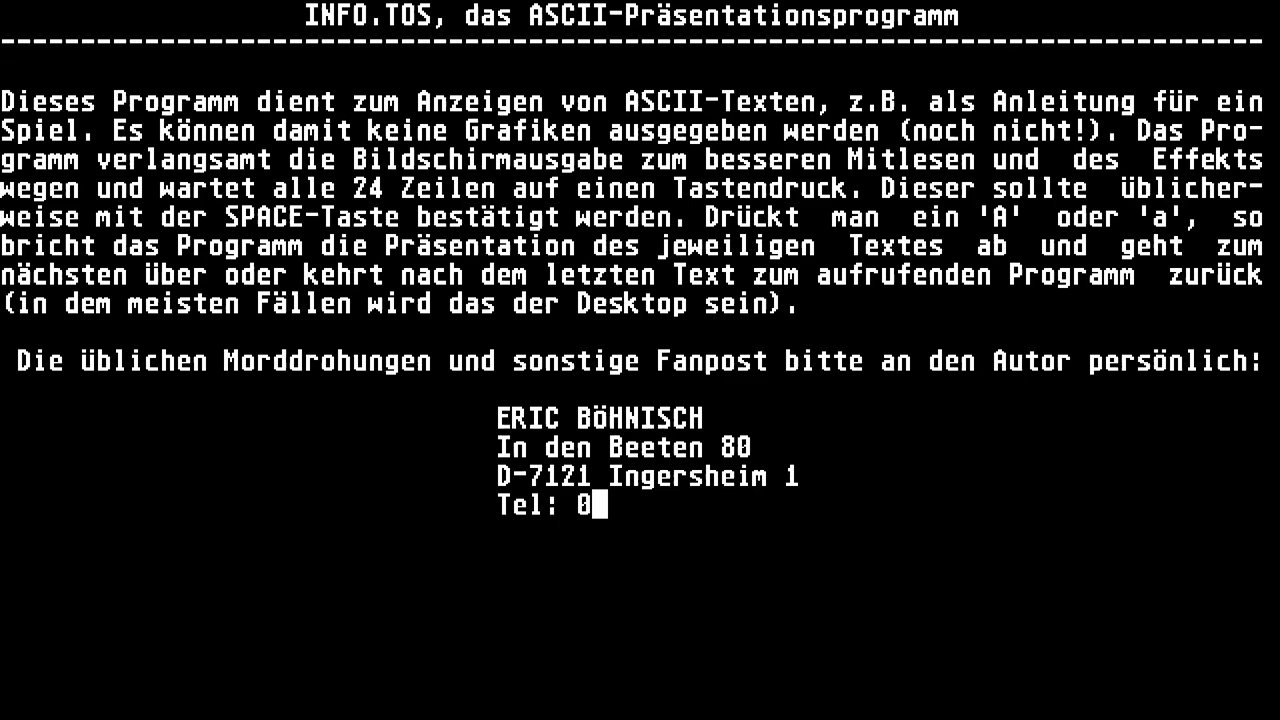 INFO.TOS, das ASCII-Präsentationsprogramm
-------------------------------------------------------------------------------
Dieses Programm dient zum Anzeigen von ASCII-Texten, z.B. als Anleitung für ein
Spiel. Es können damit keine Grafiken ausgegeben werden (noch nicht!). Das Pro-
gramm verlangsamt die Bildschirmausgabe zum besseren Mitlesen und  des  Effekts
wegen und wartet alle 24 Zeilen auf einen Tastendruck. Dieser sollte  üblicher-
weise mit der SPACE-Taste bestätigt werden. Drückt  man  ein 'A'  oder 'a',  so
bricht das Programm die Präsentation des jeweiligen  Textes  ab  und  geht  zum
nächsten über oder kehrt nach dem letzten Text zum aufrufenden Programm  zurück
(in dem meisten Fällen wird das der Desktop sein).
Die üblichen Morddrohungen und sonstige Fanpost bitte an den Autor persönlich:
ERIC BöHNISCH
In den Beeten 80
D-7121 Ingersheim 1
Tel: 0